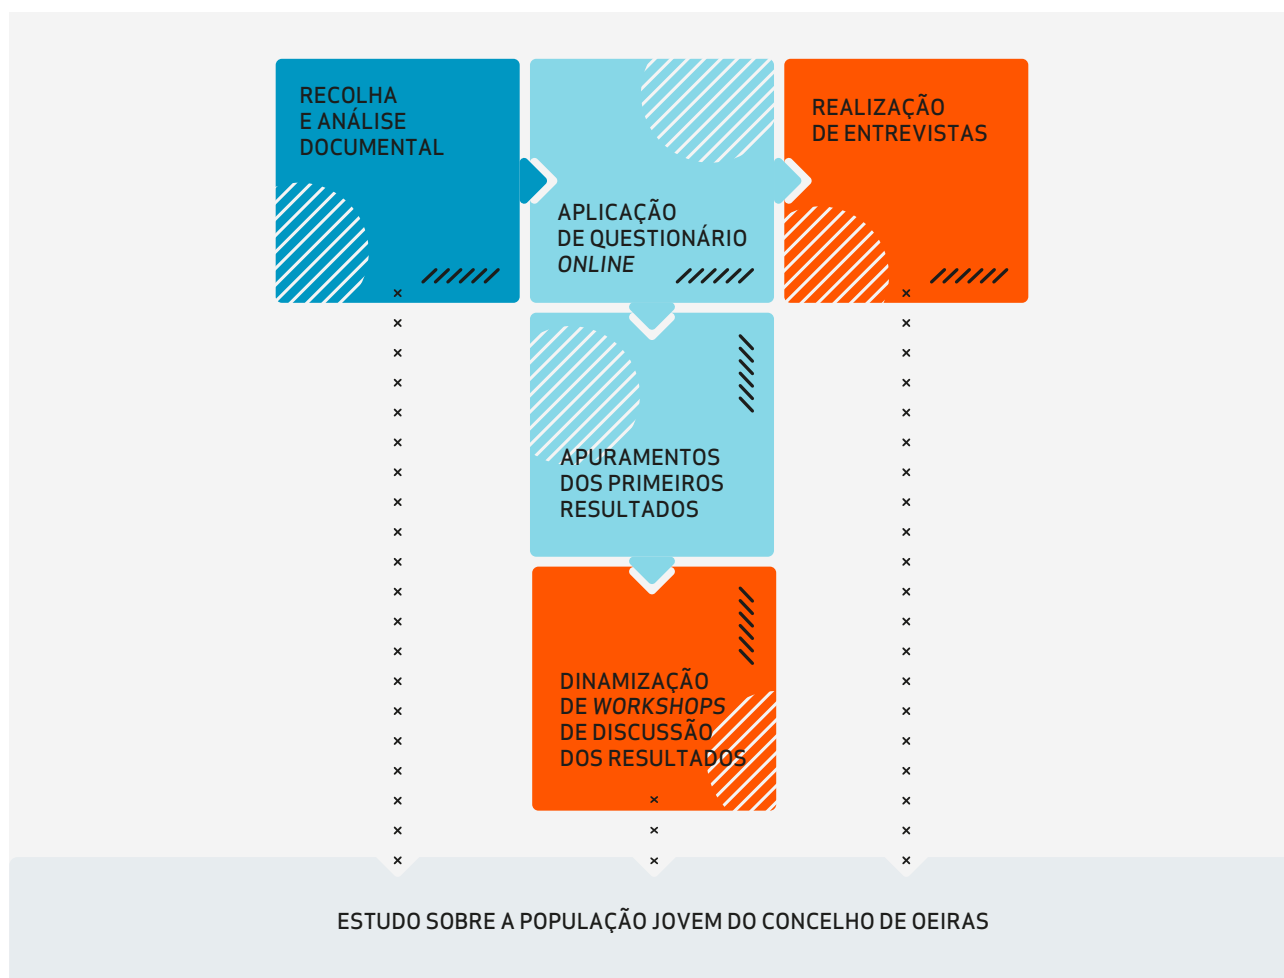 RECOLHA
E ANÁLISE
DOCUMENTAL
APLICAÇÃO
DE QUESTIONÁRIO
ONLINE
REALIZAÇÃO
DE ENTREVISTAS
APURAMENTOS
DOS PRIMEIROS
RESULTADOS
DINAMIZAÇÃO
DE WORKSHOPS
DE DISCUSSÃO
DOS RESULTADOS
ESTUDO SOBRE A POPULAÇÃO JOVEM DO CONCELHO DE OEIRAS